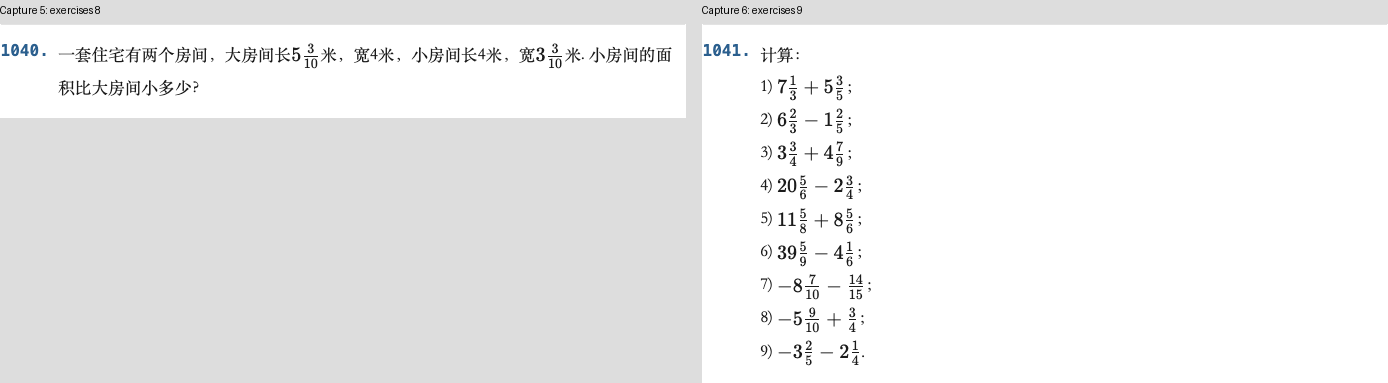 Capture 5: exercises 8
1040. 一套住宅有两个房间，大房间长5 3/10米，宽4米，小房间长4米，宽3 3/10米. 小房间的面
积比大房间小多少?
Capture 6: exercises 9
1041. 计算：
1) 7 1/3 + 5 3/5 ;
2) 6 2/3 − 1 2/5 ;
3) 3 3/4 + 4 7/9 ;
4) 20 5/6 − 2 3/4 ;
5) 11 5/8 + 8 5/6 ;
6) 39 5/9 − 4 1/6 ;
7) −8 7/10 − 14/15 ;
8) −5 9/10 + 3/4 ;
9) −3 2/5 − 2 1/4.